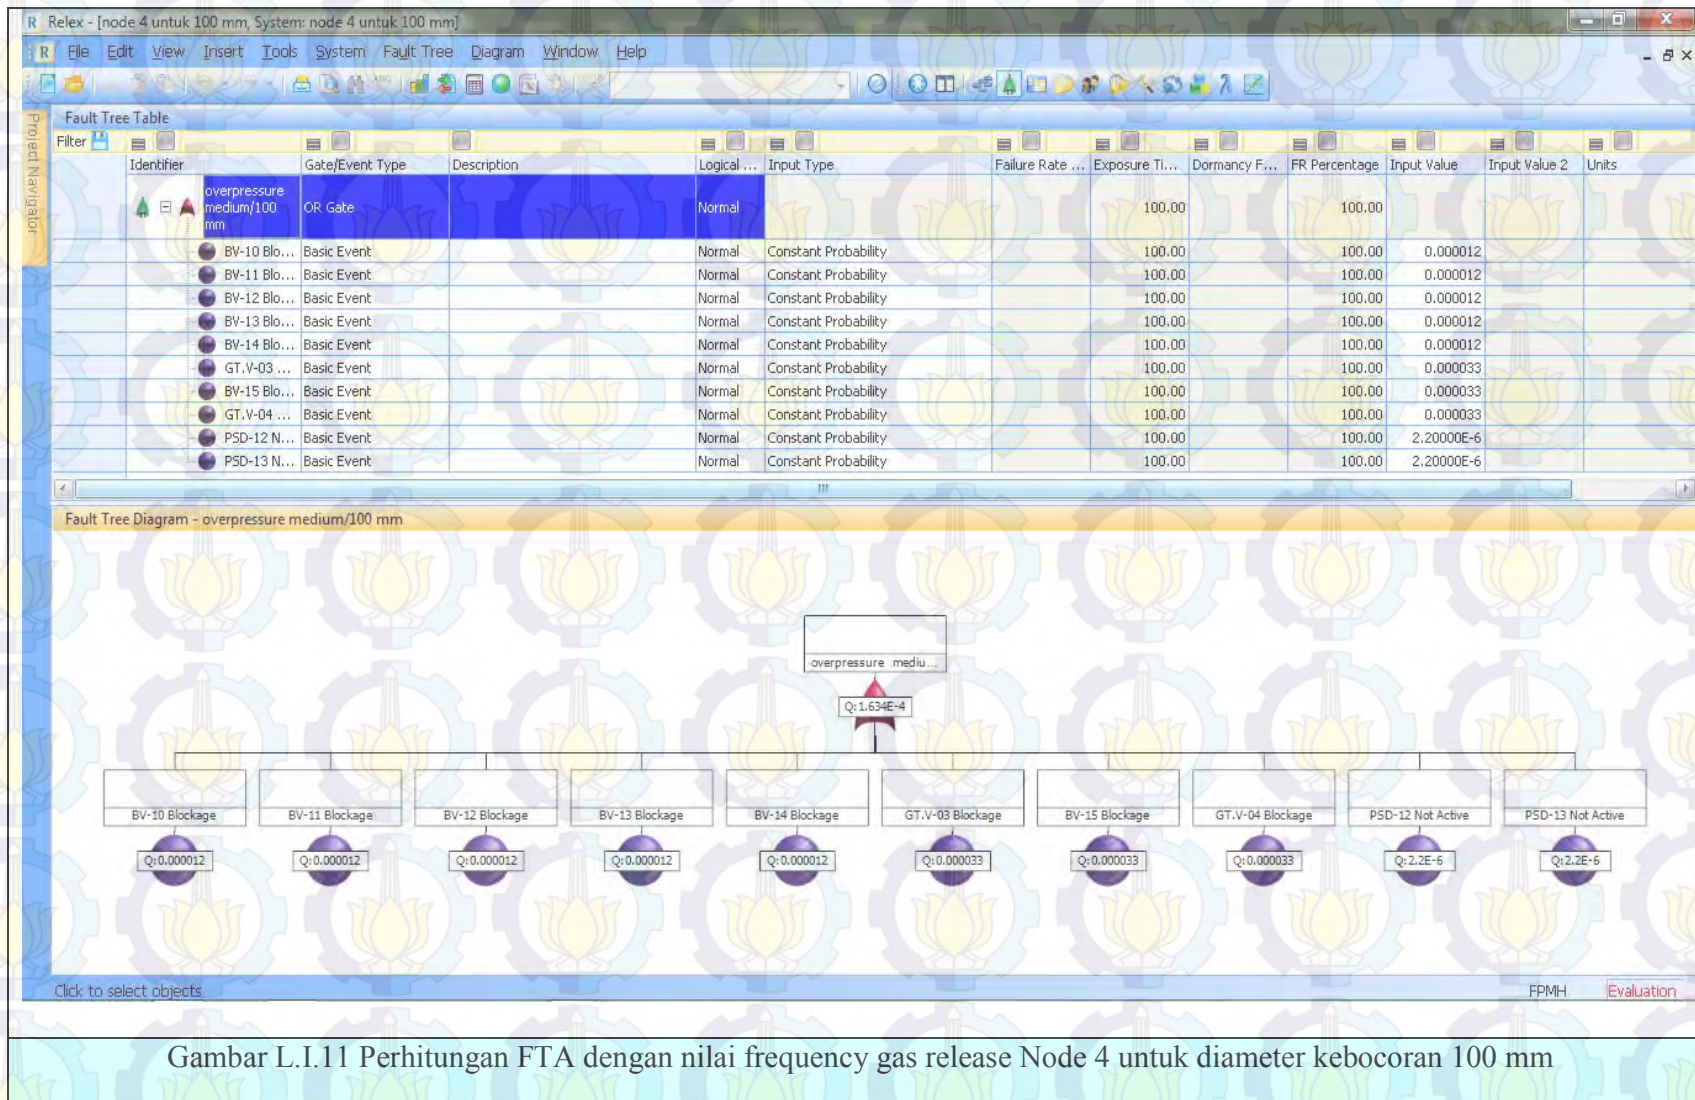 Relex - [node 4 untuk 100 mm, System: node 4 untuk 100 mm]
File Edit View Insert Tools System Fault Tree Diagram Window Help
Project Navigator
Fault Tree Table
Filter
Identifier Gate/Event Type Description Logical ... Input Type Failure Rate ... Exposure Ti... Dormancy F... FR Percentage Input Value Input Value 2 Units
overpressure medium/100 mm OR Gate Normal 100.00 100.00
BV-10 Blo... Basic Event Normal Constant Probability 100.00 100.00 0.000012
BV-11 Blo... Basic Event Normal Constant Probability 100.00 100.00 0.000012
BV-12 Blo... Basic Event Normal Constant Probability 100.00 100.00 0.000012
BV-13 Blo... Basic Event Normal Constant Probability 100.00 100.00 0.000012
BV-14 Blo... Basic Event Normal Constant Probability 100.00 100.00 0.000012
GT.V-03 ... Basic Event Normal Constant Probability 100.00 100.00 0.000033
BV-15 Blo... Basic Event Normal Constant Probability 100.00 100.00 0.000033
GT.V-04 ... Basic Event Normal Constant Probability 100.00 100.00 0.000033
PSD-12 N... Basic Event Normal Constant Probability 100.00 100.00 2.20000E-6
PSD-13 N... Basic Event Normal Constant Probability 100.00 100.00 2.20000E-6
Fault Tree Diagram - overpressure medium/100 mm
overpressure mediu...
Q:1.634E-4
BV-10 Blockage BV-11 Blockage BV-12 Blockage BV-13 Blockage BV-14 Blockage GT.V-03 Blockage BV-15 Blockage GT.V-04 Blockage PSD-12 Not Active PSD-13 Not Active
Q:0.000012 Q:0.000012 Q:0.000012 Q:0.000012 Q:0.000012 Q:0.000033 Q:0.000033 Q:0.000033 Q:2.2E-6 Q:2.2E-6
Click to select objects. FPMH Evaluation
Gambar L.I.11 Perhitungan FTA dengan nilai frequency gas release Node 4 untuk diameter kebocoran 100 mm